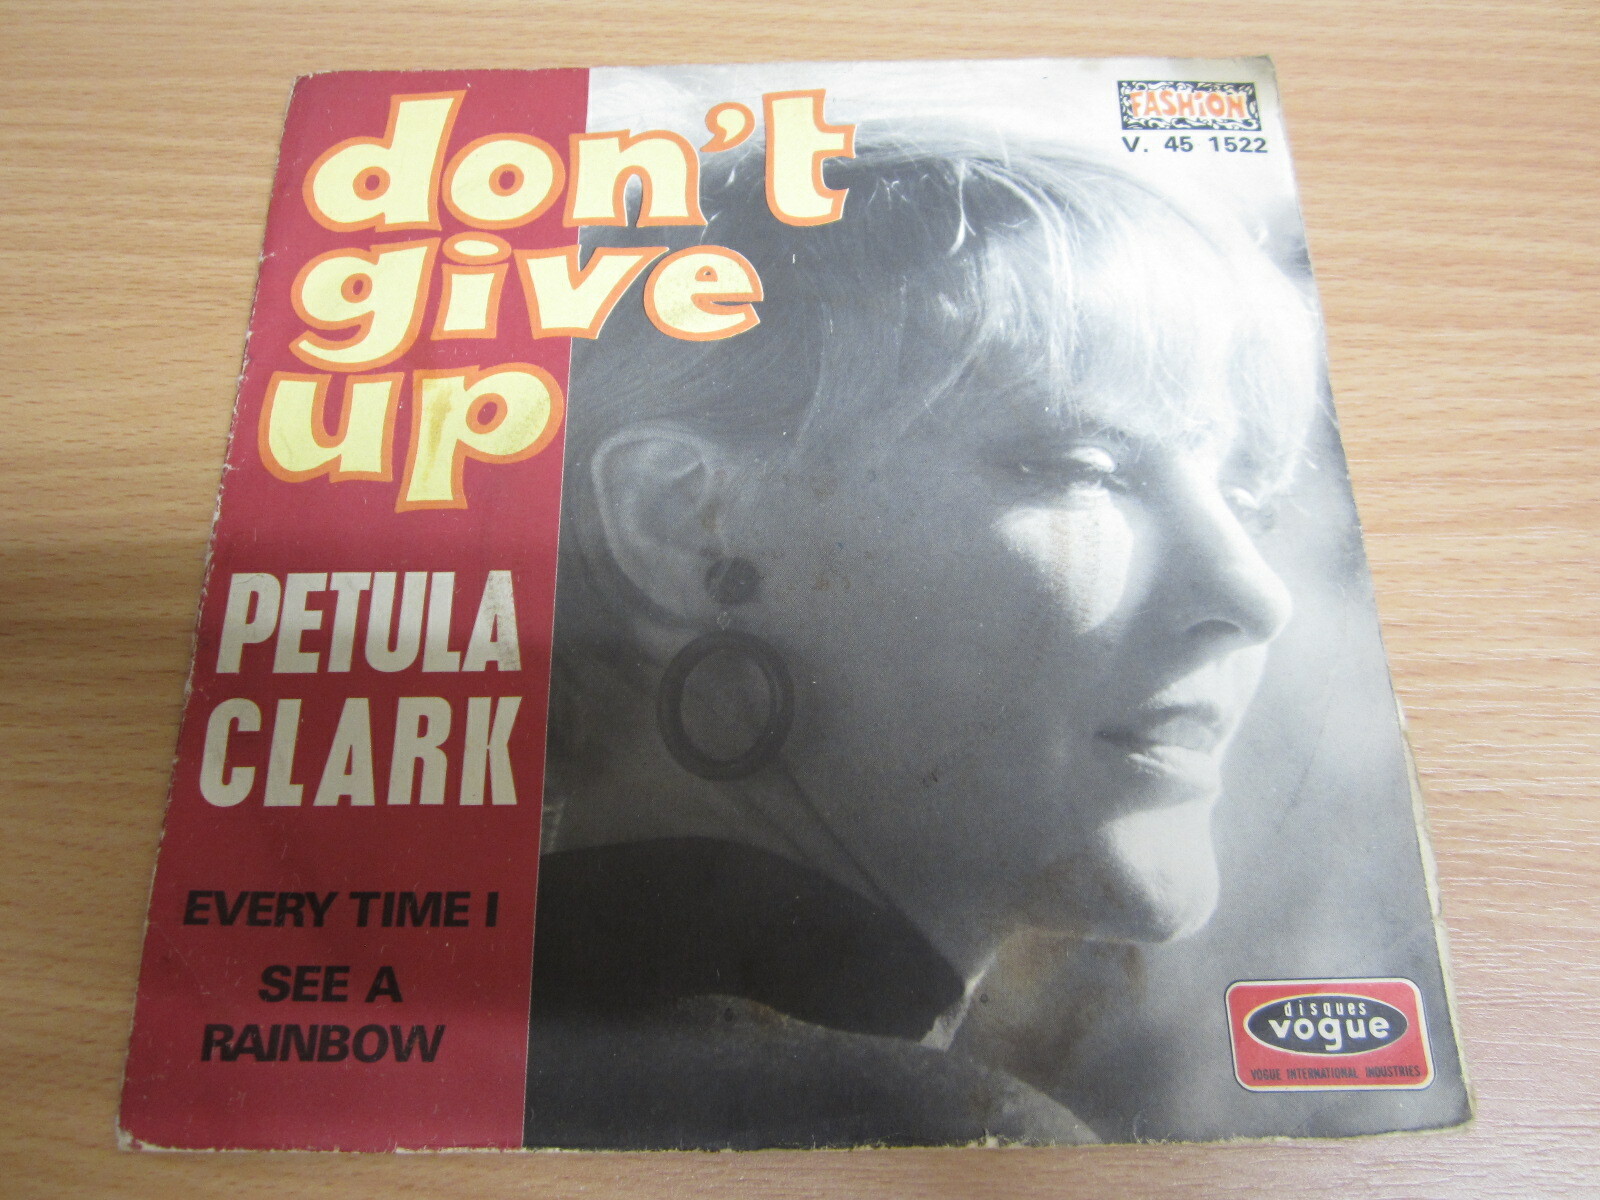 don't
give
up
PETULA
CLARK
EVERY TIME I
SEE A
RAINBOW
FASHiON
V. 45 1522
disques
vogue
VOGUE INTERNATIONAL INDUSTRIES